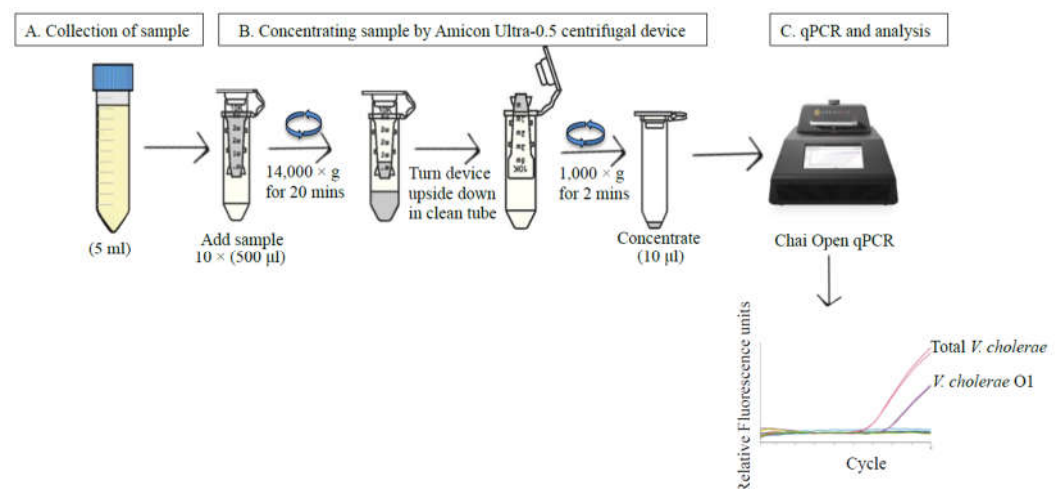 A. Collection of sample
B. Concentrating sample by Amicon Ultra-0.5 centrifugal device
C. qPCR and analysis
(5 ml)
Add sample
10 × (500 µl)
14,000 × g
for 20 mins
Turn device
upside down
in clean tube
1,000 × g
for 2 mins
Concentrate
(10 µl)
Chai Open qPCR
Relative Fluorescence units
Total V. cholerae
V. cholerae O1
Cycle